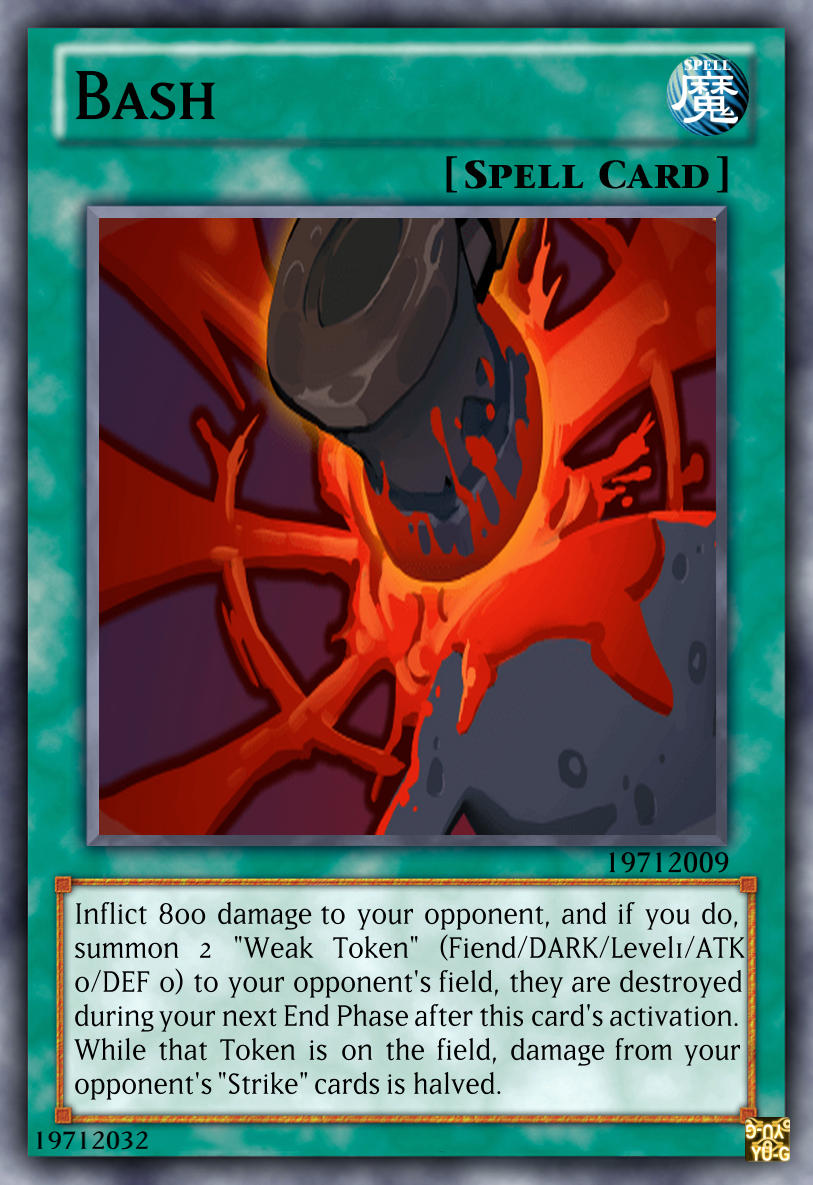 Bash
SPELL
魔
[Spell Card]
19712009
Inflict 800 damage to your opponent, and if you do,
summon 2 "Weak Token" (Fiend/DARK/Level1/ATK
0/DEF 0) to your opponent's field, they are destroyed
during your next End Phase after this card's activation.
While that Token is on the field, damage from your
opponent's "Strike" cards is halved.
19712032
YU-G